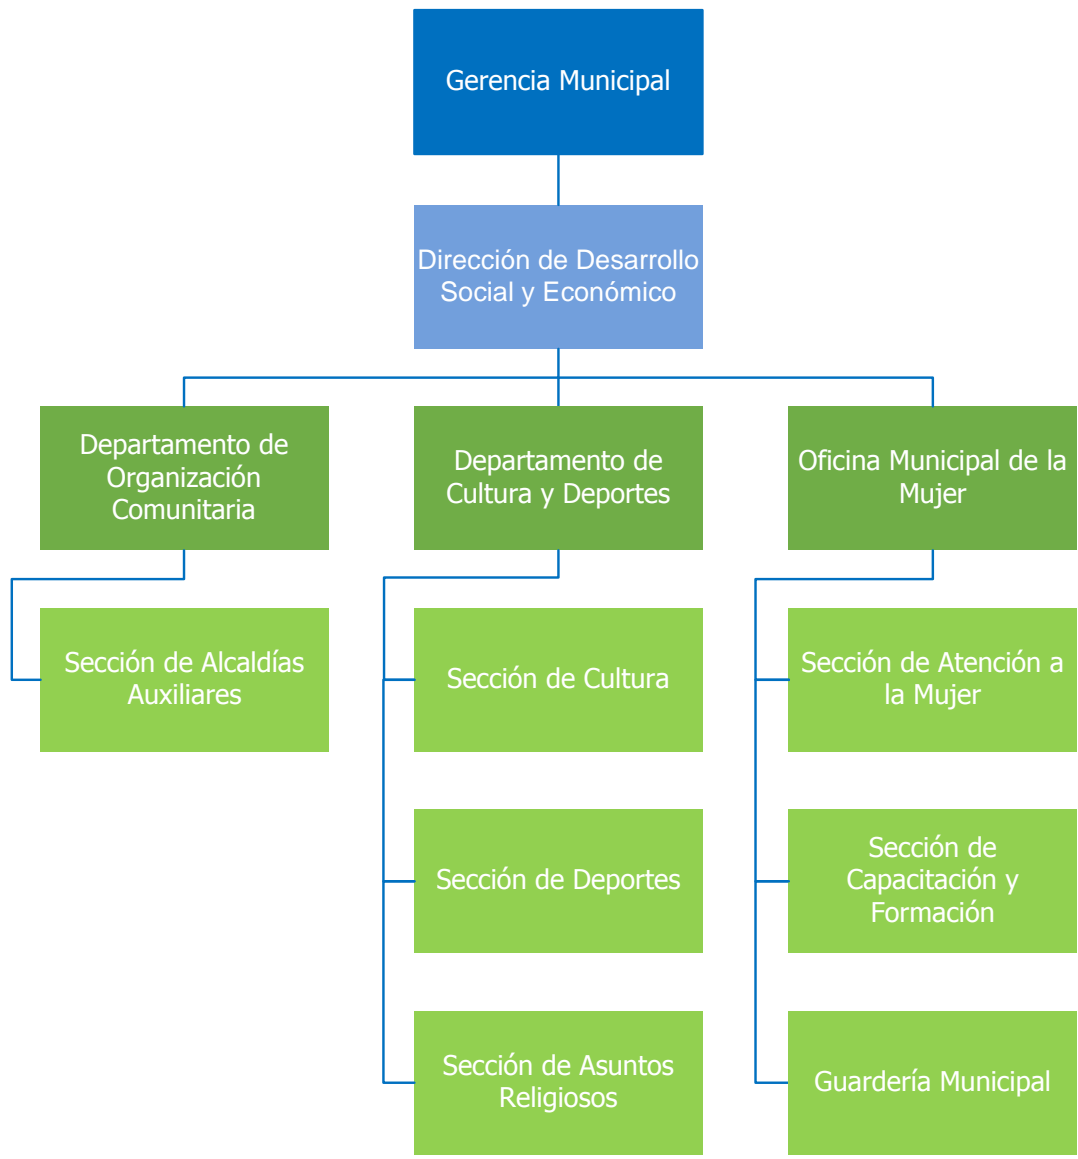 Gerencia Municipal
Dirección de Desarrollo
Social y Económico
Departamento de
Organización
Comunitaria
Departamento de
Cultura y Deportes
Oficina Municipal de la
Mujer
Sección de Alcaldías
Auxiliares
Sección de Cultura
Sección de Atención a
la Mujer
Sección de Deportes
Sección de
Capacitación y
Formación
Sección de Asuntos
Religiosos
Guardería Municipal